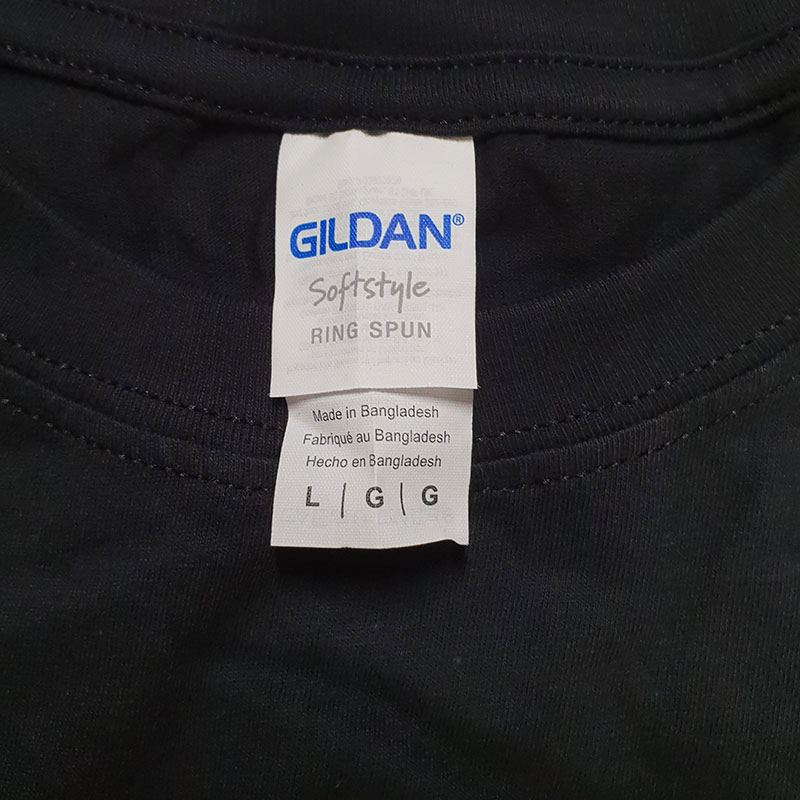 GILDAN®
Softstyle
RING SPUN
Made in Bangladesh
Fabriqué au Bangladesh
Hecho en Bangladesh
L | G | G